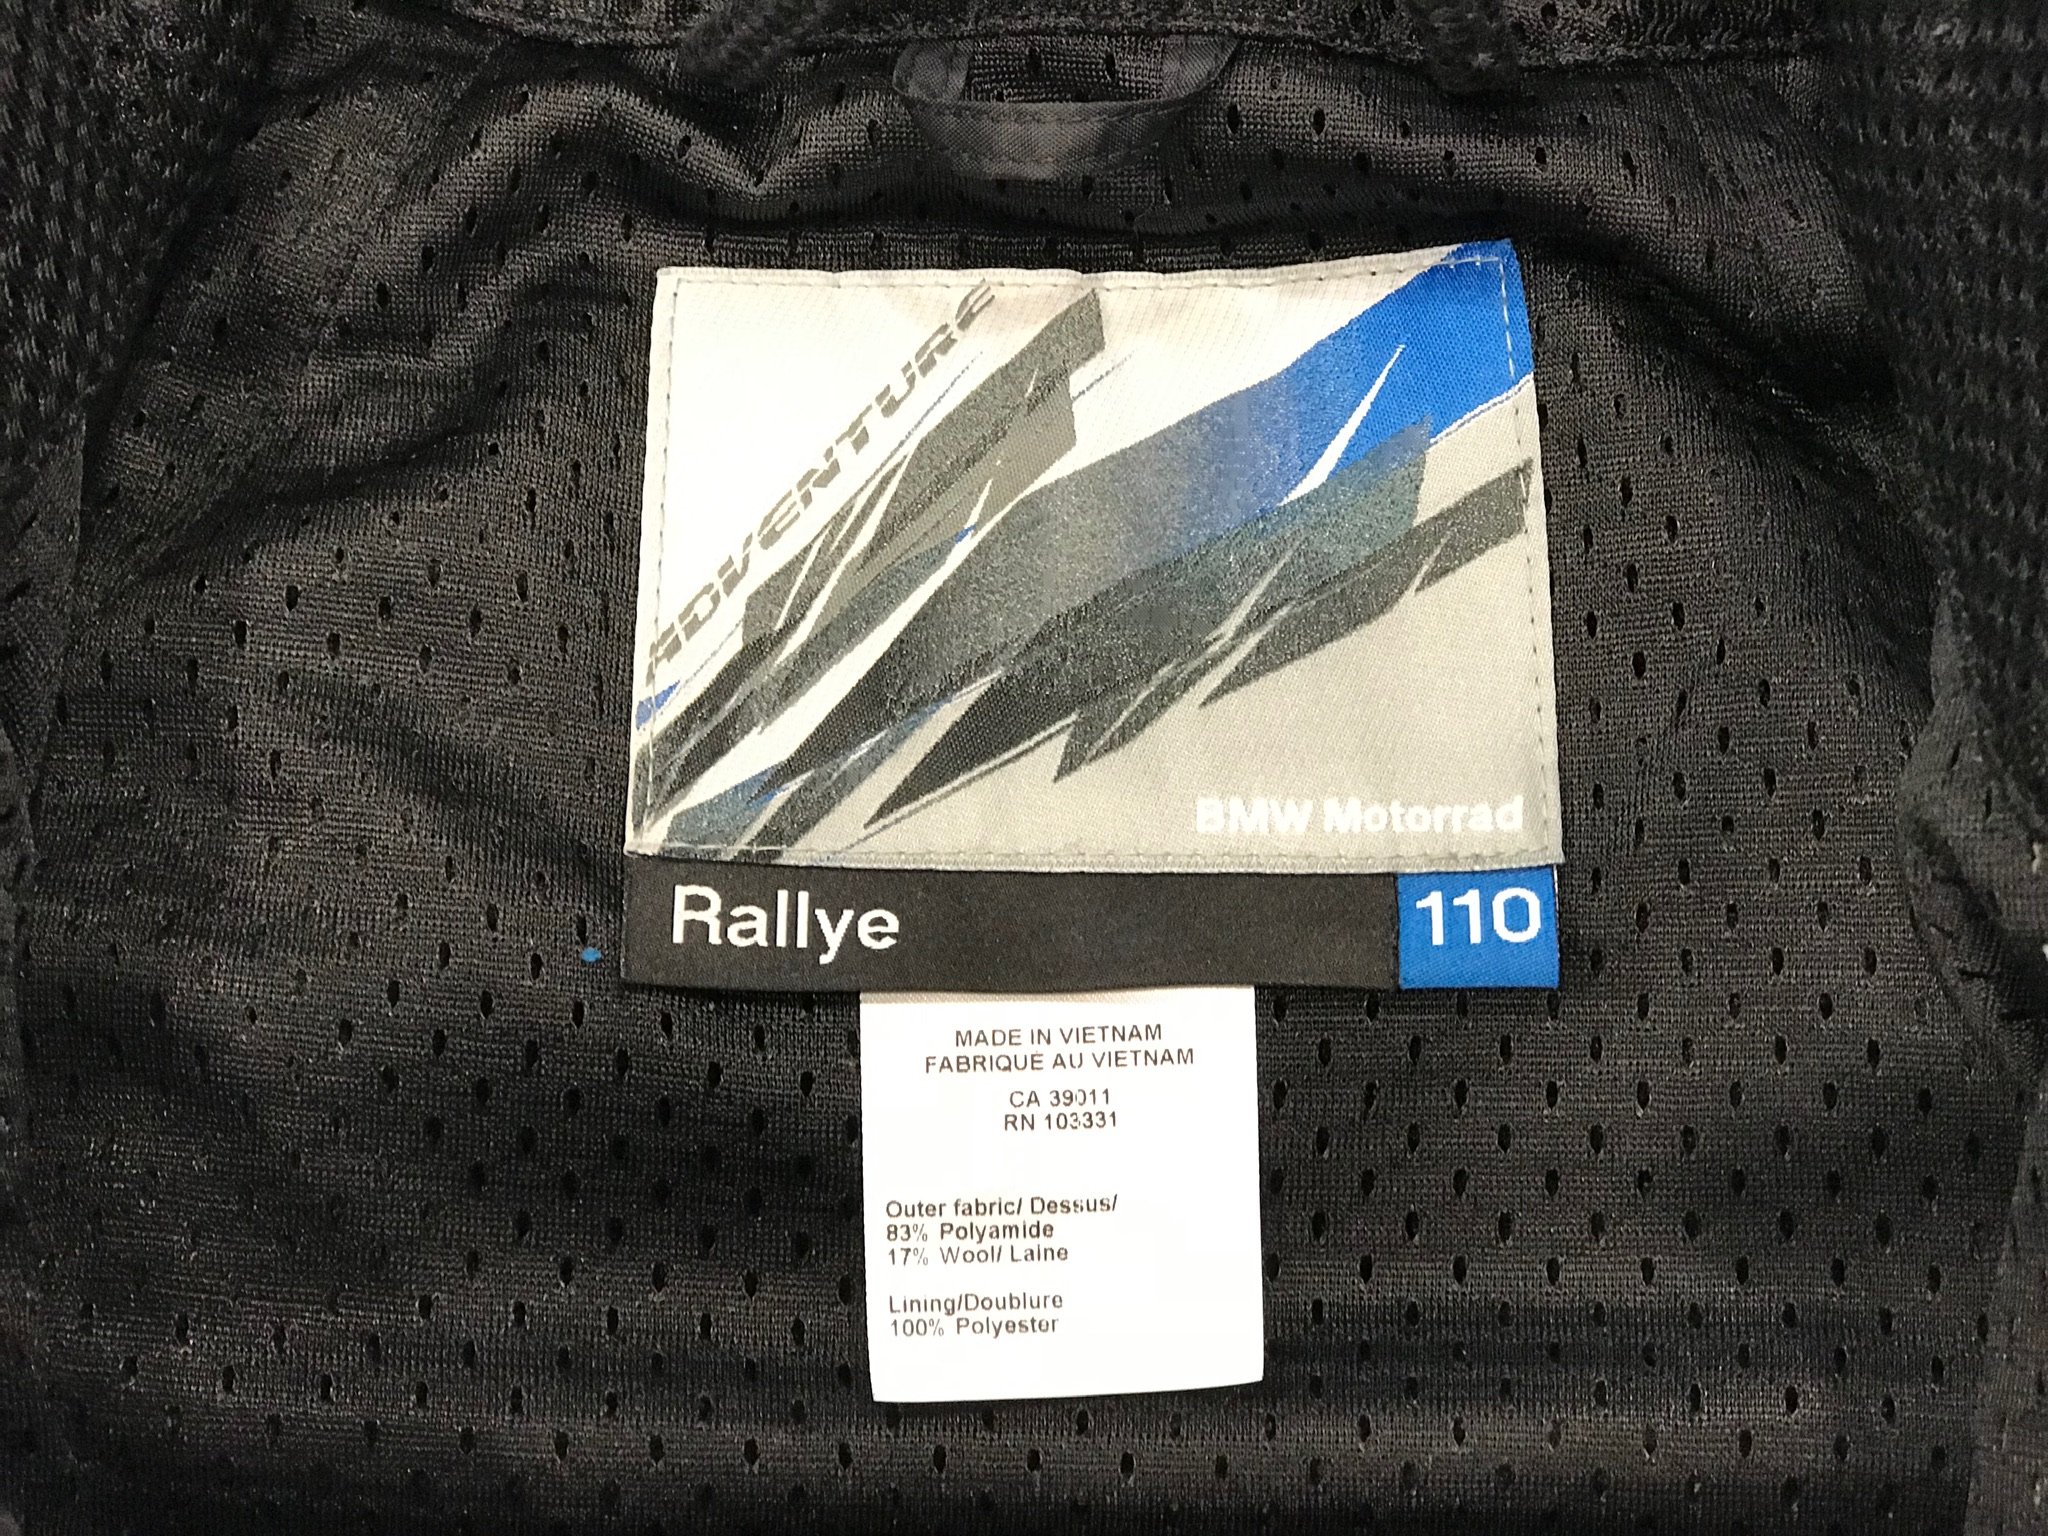 ADVENTURE
BMW Motorrad
Rallye
110
MADE IN VIETNAM
FABRIQUÉ AU VIETNAM
CA 39011
RN 103331
Outer fabric/ Dessus/
83% Polyamide
17% Wool/ Laine
Lining/Doublure
100% Polyester